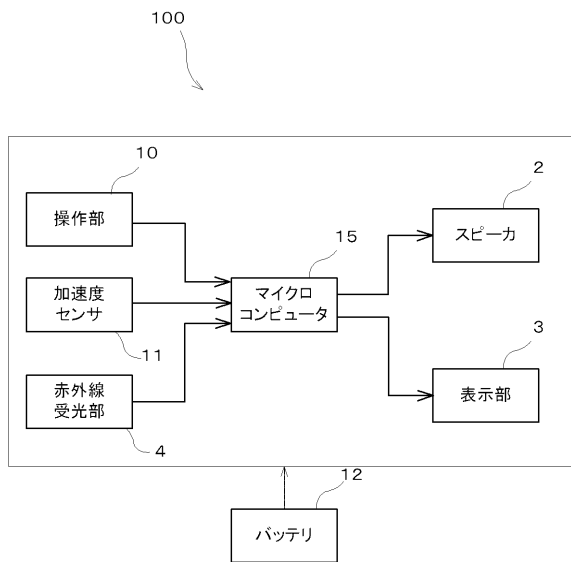 100
10
操作部
2
スピーカ
15
マイクロ
コンピュータ
加速度
センサ
11
3
表示部
赤外線
受光部
4
12
バッテリ